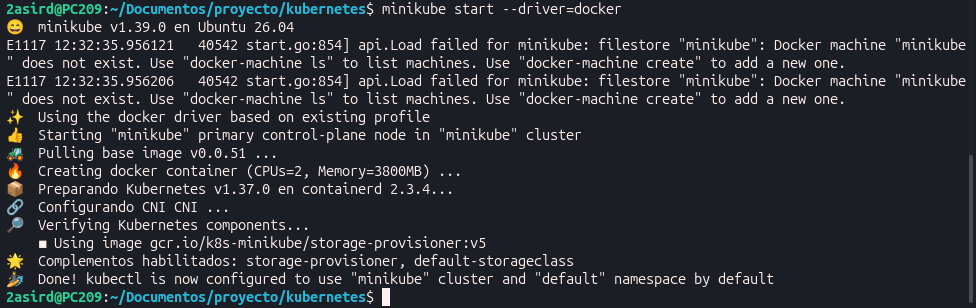 2asird@PC209:~/Documentos/proyecto/kubernetes$ minikube start --driver=docker
😄  minikube v1.39.0 en Ubuntu 26.04
E1117 12:32:35.956121   40542 start.go:854] api.Load failed for minikube: filestore "minikube": Docker machine "minikube
" does not exist. Use "docker-machine ls" to list machines. Use "docker-machine create" to add a new one.
E1117 12:32:35.956206   40542 start.go:854] api.Load failed for minikube: filestore "minikube": Docker machine "minikube
" does not exist. Use "docker-machine ls" to list machines. Use "docker-machine create" to add a new one.
✨  Using the docker driver based on existing profile
👍  Starting "minikube" primary control-plane node in "minikube" cluster
🚜  Pulling base image v0.0.51 ...
🔥  Creating docker container (CPUs=2, Memory=3800MB) ...
📦  Preparando Kubernetes v1.37.0 en containerd 2.3.4...
🔗  Configurando CNI CNI ...
🔎  Verifying Kubernetes components...
    ▪ Using image gcr.io/k8s-minikube/storage-provisioner:v5
🌟  Complementos habilitados: storage-provisioner, default-storageclass
🏄  Done! kubectl is now configured to use "minikube" cluster and "default" namespace by default
2asird@PC209:~/Documentos/proyecto/kubernetes$